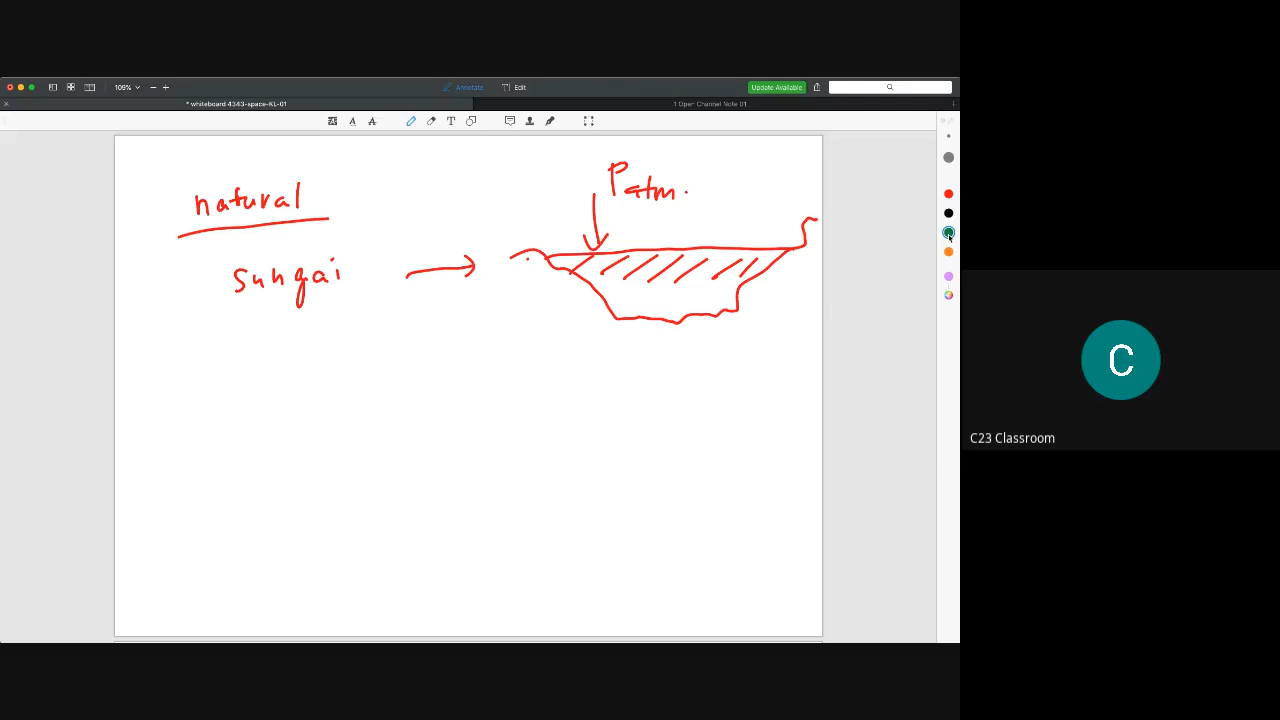 109%
Annotate
Edit
Update Available
* whiteboard 4343-space-KL-01
1 Open Channel Note 01
A
A
T
natural
Patm.
sungai
C
C23 Classroom